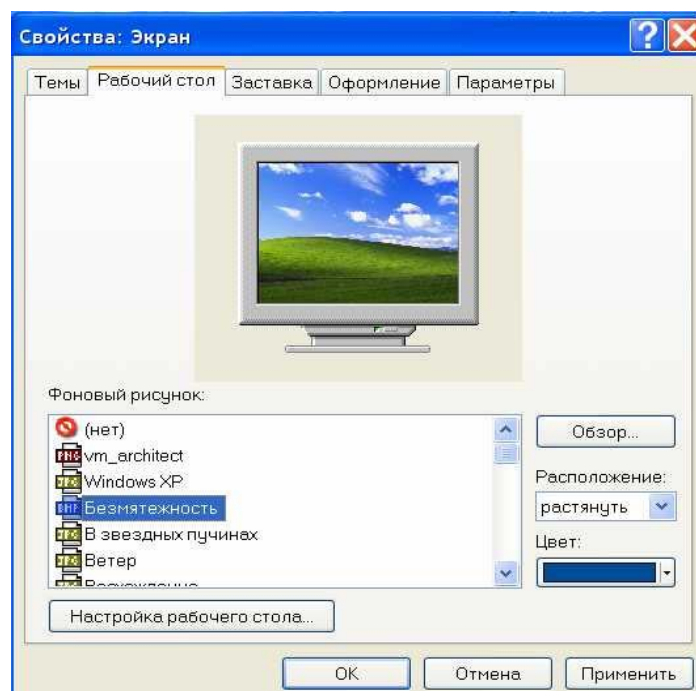 Свойства: Экран
Темы Рабочий стол Заставка Оформление Параметры
Фоновый рисунок:
(нет)
vm_architect
Windows XP
Безмятежность
В звездных пучинах
Ветер
Обзор...
Расположение:
растянуть
Цвет:
Настройка рабочего стола...
OK Отмена Применить